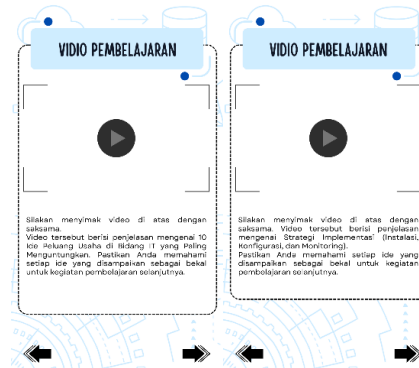 VIDIO PEMBELAJARAN
Silakan menyimak video di atas dengan
saksama.
Video tersebut berisi penjelasan mengenai 10
Ide Peluang Usaha di Bidang IT yang Paling
Menguntungkan. Pastikan Anda memahami
setiap ide yang disampaikan sebagai bekal
untuk kegiatan pembelajaran selanjutnya.
VIDIO PEMBELAJARAN
Silakan menyimak video di atas dengan
saksama. Video tersebut berisi penjelasan
mengenai Strategi Implementasi (Instalasi,
Konfigurasi, dan Monitoring).
Pastikan Anda memahami setiap ide yang
disampaikan sebagai bekal untuk kegiatan
pembelajaran selanjutnya.